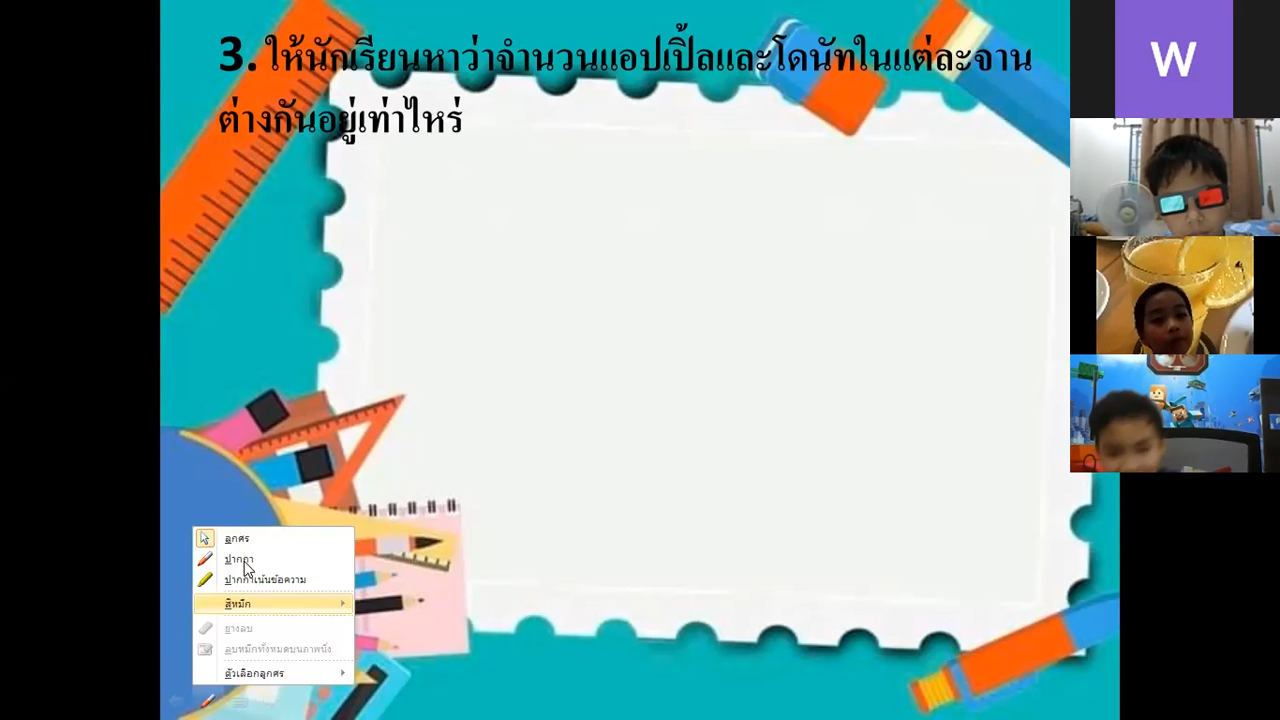 3. ให้นักเรียนหาว่าจำนวนแอปเปิ้ลและโดนัทในแต่ละจาน
ต่างกันอยู่เท่าไหร่
W
ลูกศร
ปากกา
ปากกาเน้นข้อความ
สีหมึก
ยางลบ
ลบหมึกทั้งหมดบนภาพนิ่ง
ตัวเลือกลูกศร